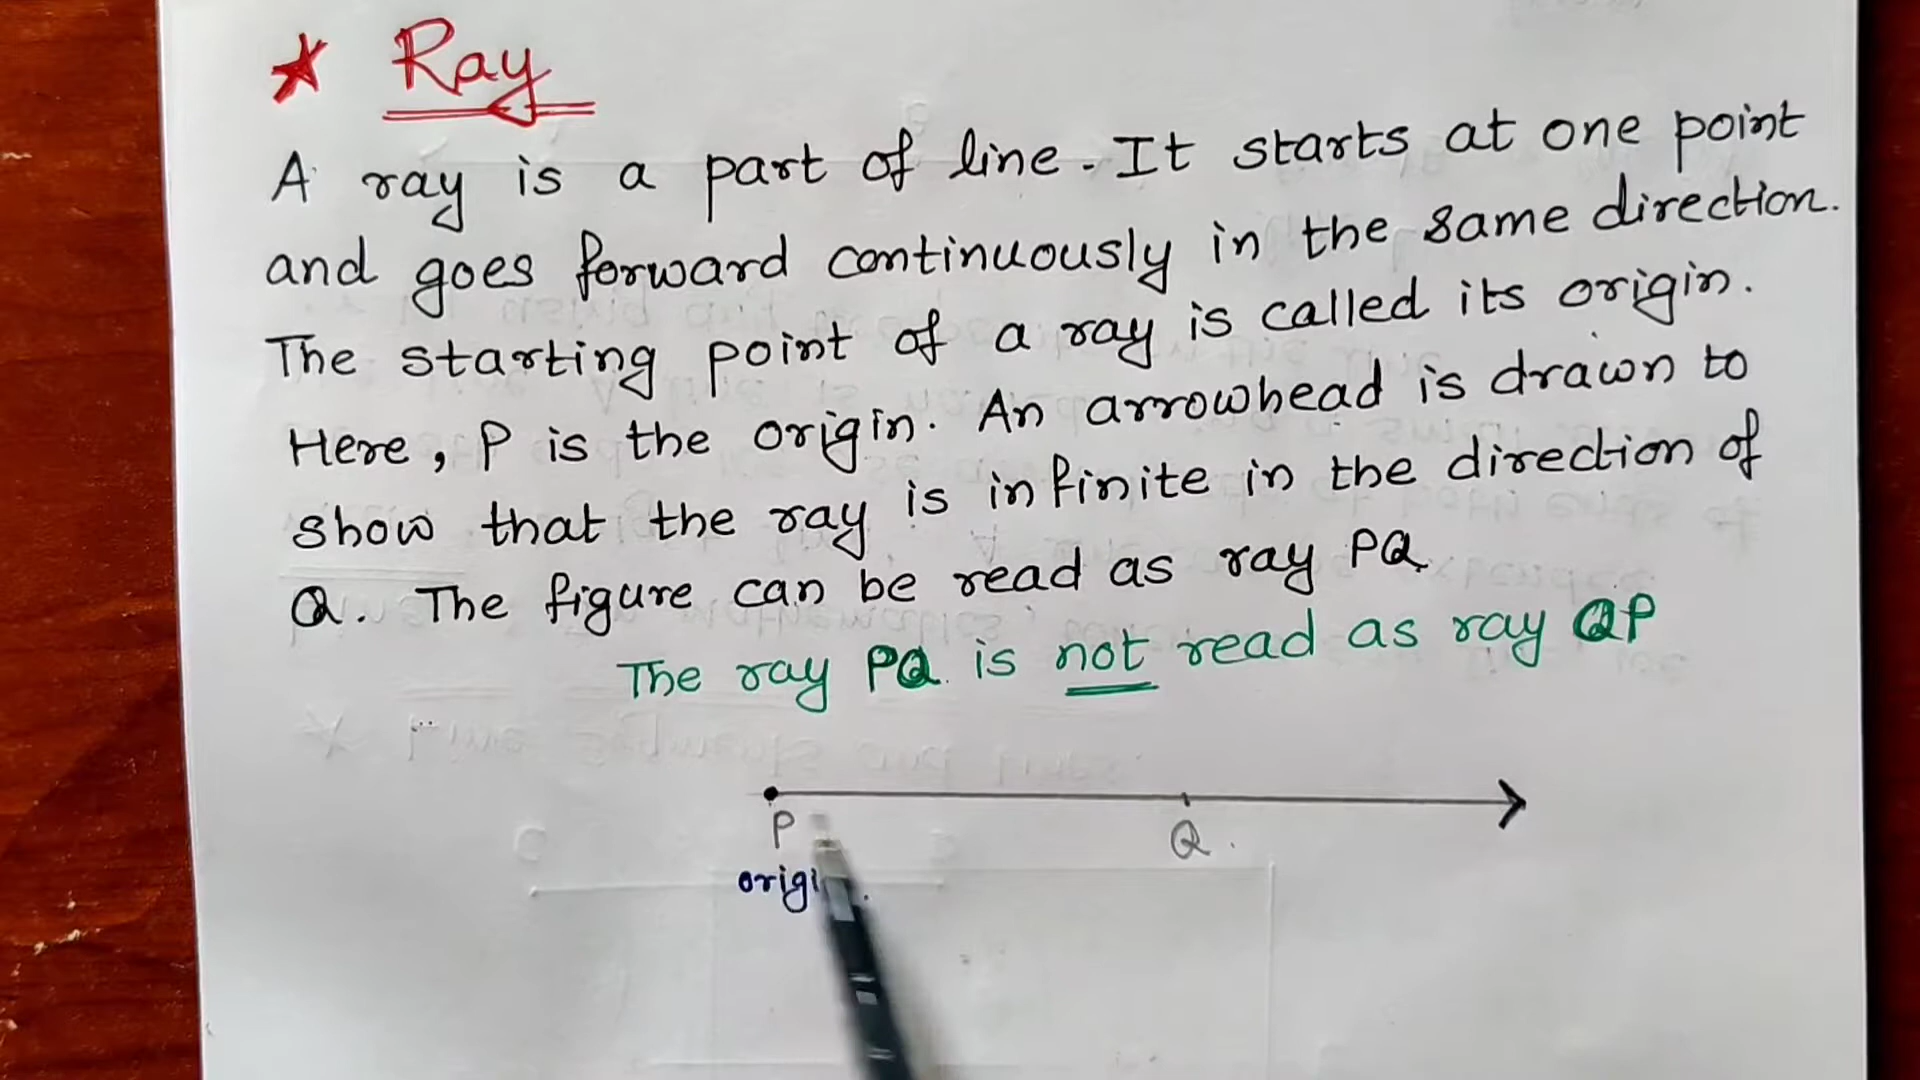 ★ Ray
A ray is a part of line. It starts at one point
and goes forward continuously in the same direction.
The starting point of a ray is called its origin.
Here, P is the origin. An arrowhead is drawn to
show that the ray is infinite in the direction of
Q. The figure can be read as ray PQ.
The ray PQ is not read as ray QP
P Q.